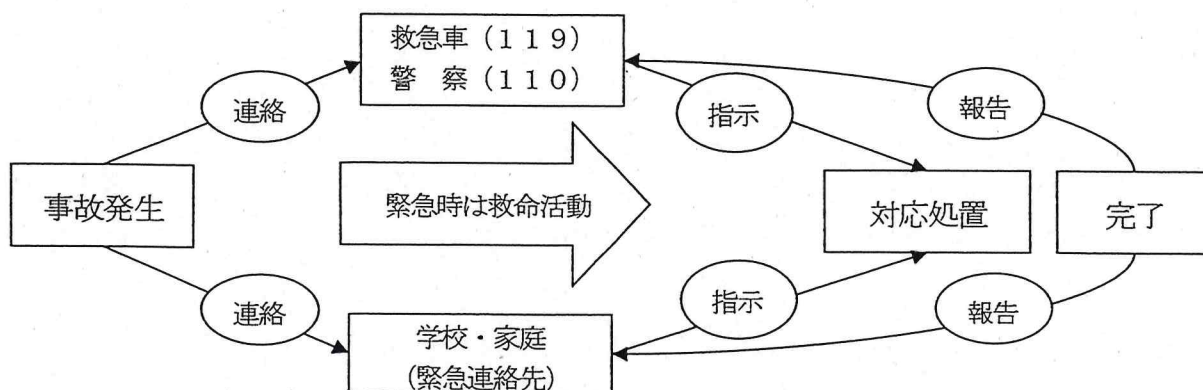 救急車（１１９）
警　察（１１０）
連絡
指示
報告
事故発生
緊急時は救命活動
対応処置
完了
連絡
指示
報告
学校・家庭
（緊急連絡先）